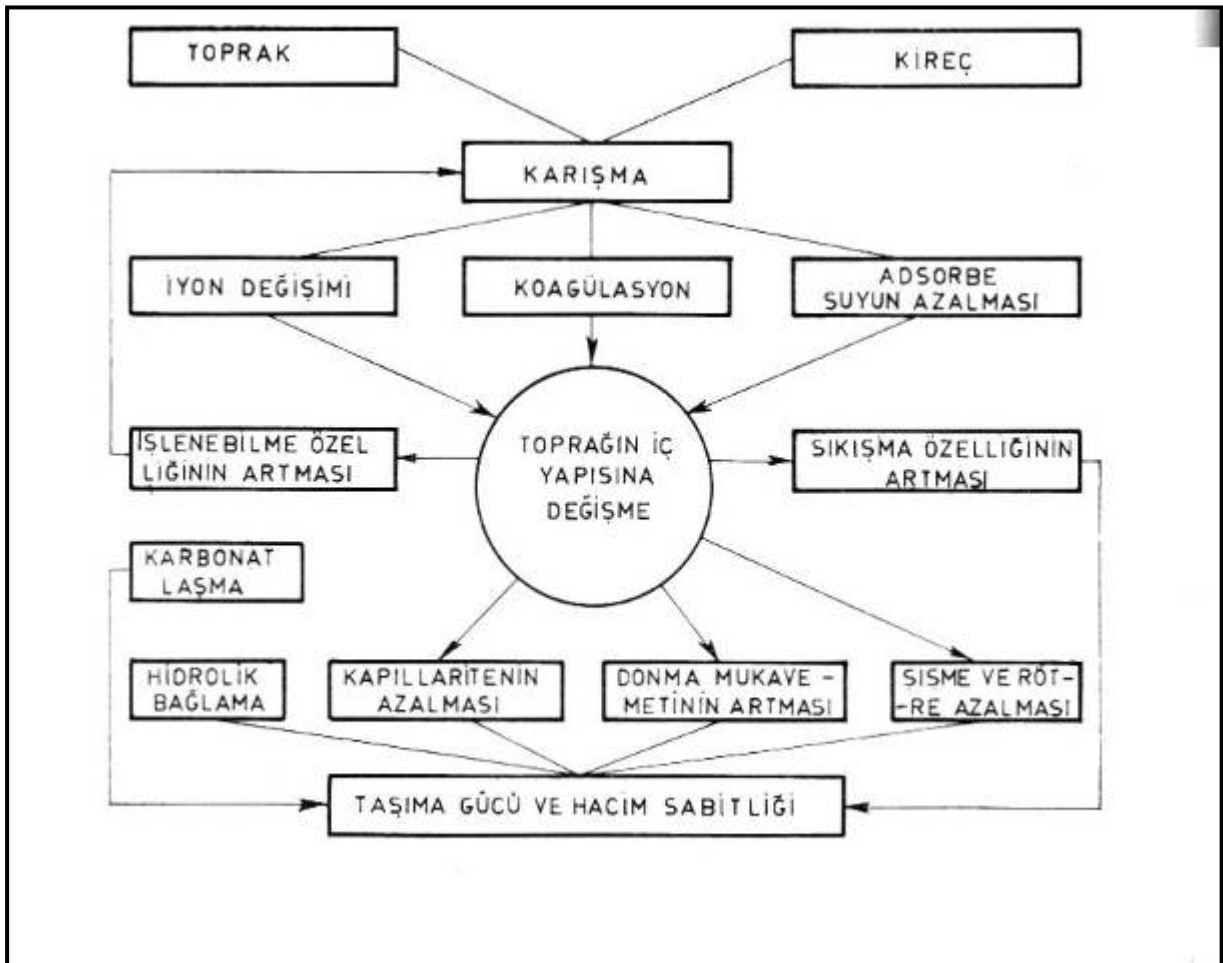 TOPRAK
KİREÇ
KARIŞMA
İYON DEĞİŞİMİ
KOAGÜLASYON
ADSORBE
SUYUN AZALMASI
İŞLENEBİLME ÖZEL
LİĞİNİN ARTMASI
TOPRAĞIN İÇ
YAPISINA
DEĞİŞME
SIKIŞMA ÖZELLİĞİNİN
ARTMASI
KARBONAT
LAŞMA
HİDROLİK
BAĞLAMA
KAPILLARİTENİN
AZALMASI
DONMA MUKAVE -
METİNİN ARTMASI
ŞİSME VE RÖT-
-RE AZALMASI
TAŞIMA GÜCÜ VE HACİM SABİTLİĞİ